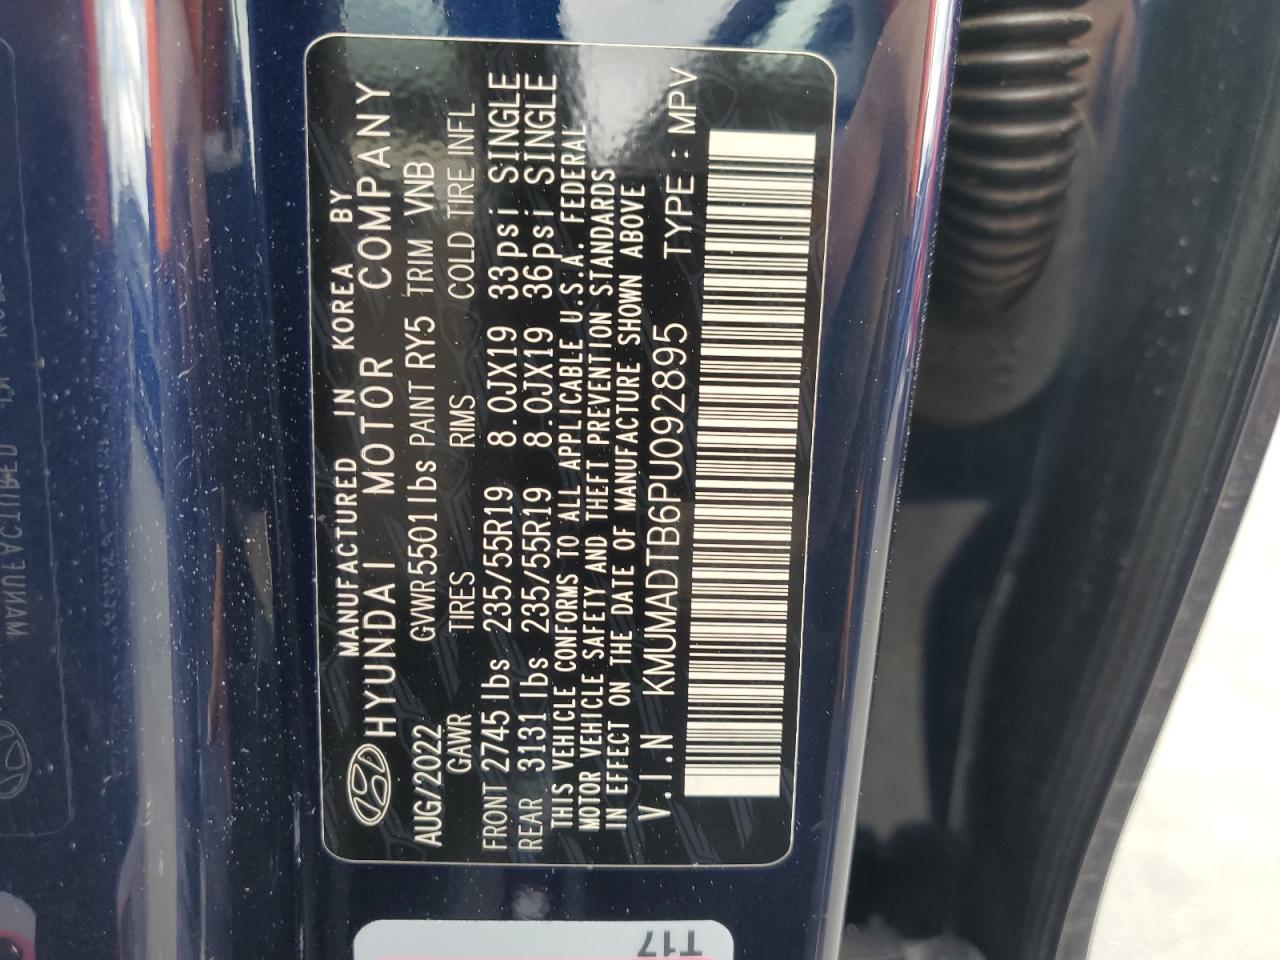 MANUFACTURED IN KOREA BY
HYUNDAI MOTOR COMPANY
AUG/2022 GVWR5501lbs PAINT RY5 TRIM VNB
GAWR TIRES RIMS COLD TIRE INFL
FRONT 2745 lbs 235/55R19 8.0JX19 33psi SINGLE
REAR 3131 lbs 235/55R19 8.0JX19 36psi SINGLE
THIS VEHICLE CONFORMS TO ALL APPLICABLE U.S.A. FEDERAL
MOTOR VEHICLE SAFETY AND THEFT PREVENTION STANDARDS
IN EFFECT ON THE DATE OF MANUFACTURE SHOWN ABOVE
V.I.N KMUMADTB6PU092895 TYPE : MPV
T17